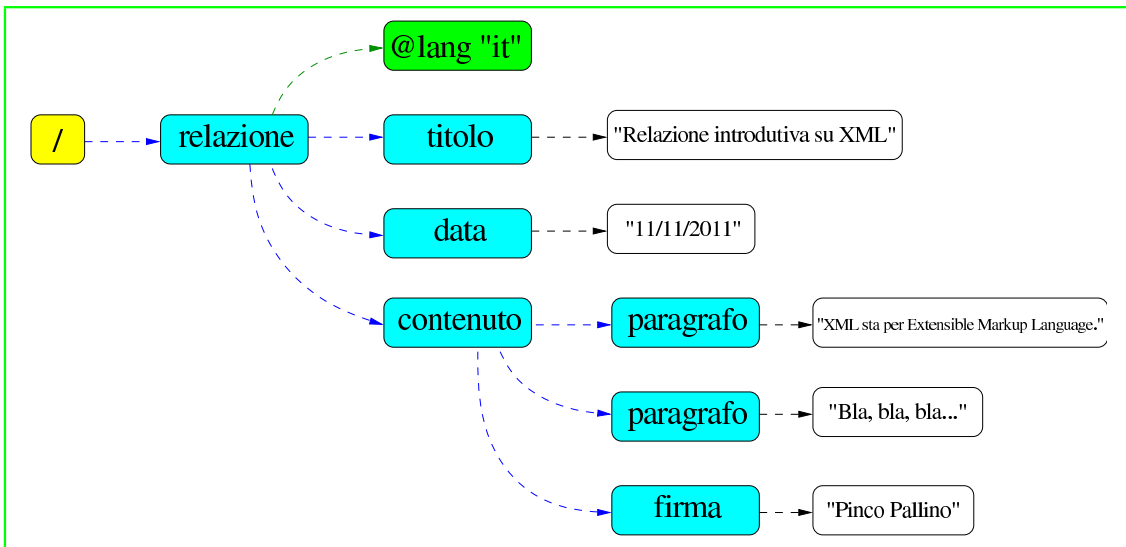 @lang "it"
/
relazione
titolo
"Relazione introdutiva su XML"
data
"11/11/2011"
contenuto
paragrafo
"XML sta per Extensible Markup Language."
paragrafo
"Bla, bla, bla..."
firma
"Pinco Pallino"